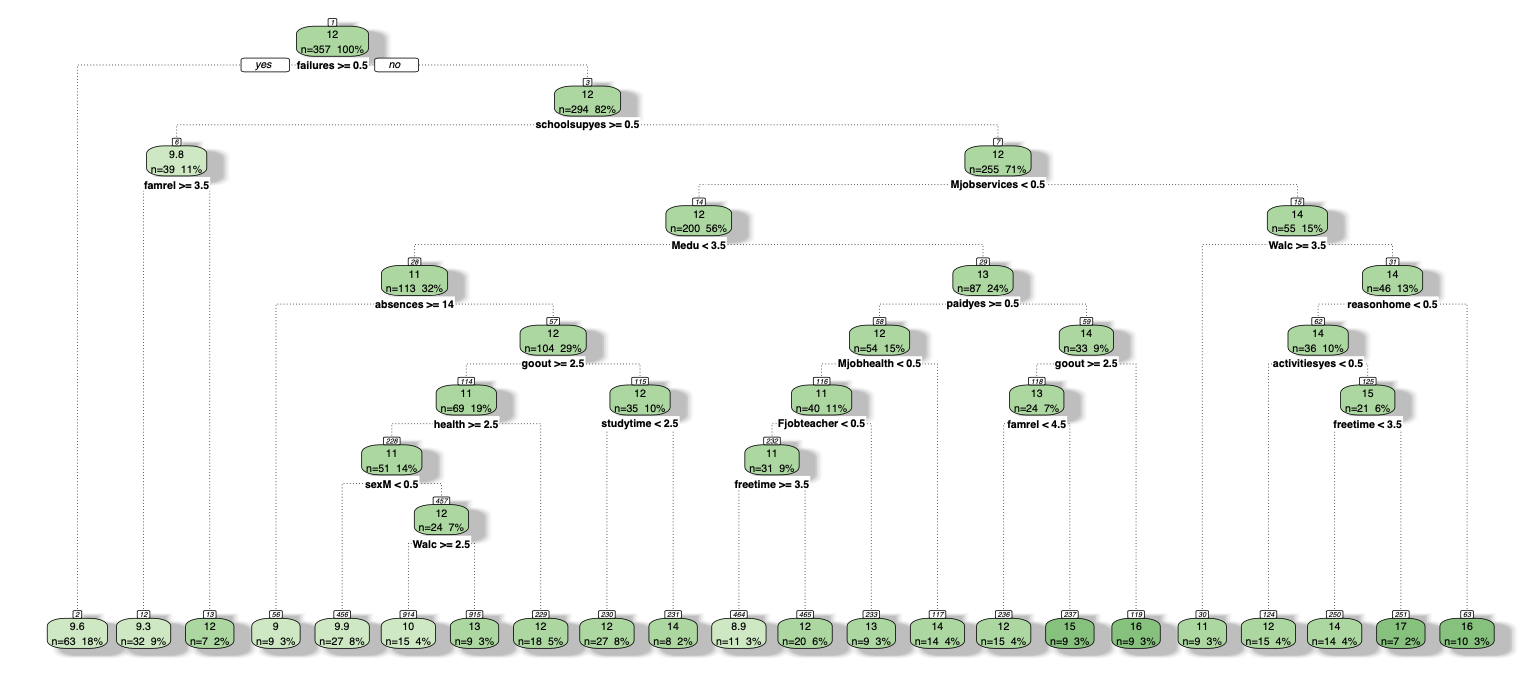 1
12
n=357 100%
yes failures >= 0.5 no
3
12
n=294 82%
schoolsupyes >= 0.5
6
9.8
n=39 11%
famrel >= 3.5
7
12
n=255 71%
Mjobservices < 0.5
14
12
n=200 56%
Medu < 3.5
15
14
n=55 15%
Walc >= 3.5
28
11
n=113 32%
absences >= 14
29
13
n=87 24%
paidyes >= 0.5
31
14
n=46 13%
reasonhome < 0.5
57
12
n=104 29%
goout >= 2.5
58
12
n=54 15%
Mjobhealth < 0.5
59
14
n=33 9%
goout >= 2.5
62
14
n=36 10%
activitiesyes < 0.5
114
11
n=69 19%
health >= 2.5
115
12
n=35 10%
studytime < 2.5
116
11
n=40 11%
Fjobteacher < 0.5
118
13
n=24 7%
famrel < 4.5
125
15
n=21 6%
freetime < 3.5
228
11
n=51 14%
sexM < 0.5
232
11
n=31 9%
freetime >= 3.5
457
12
n=24 7%
Walc >= 2.5
2
9.6
n=63 18%
12
9.3
n=32 9%
13
12
n=7 2%
56
9
n=9 3%
456
9.9
n=27 8%
914
10
n=15 4%
915
13
n=9 3%
229
12
n=18 5%
230
12
n=27 8%
231
14
n=8 2%
464
8.9
n=11 3%
465
12
n=20 6%
233
13
n=9 3%
117
14
n=14 4%
236
12
n=15 4%
237
15
n=9 3%
119
16
n=9 3%
30
11
n=9 3%
124
12
n=15 4%
250
14
n=14 4%
251
17
n=7 2%
63
16
n=10 3%